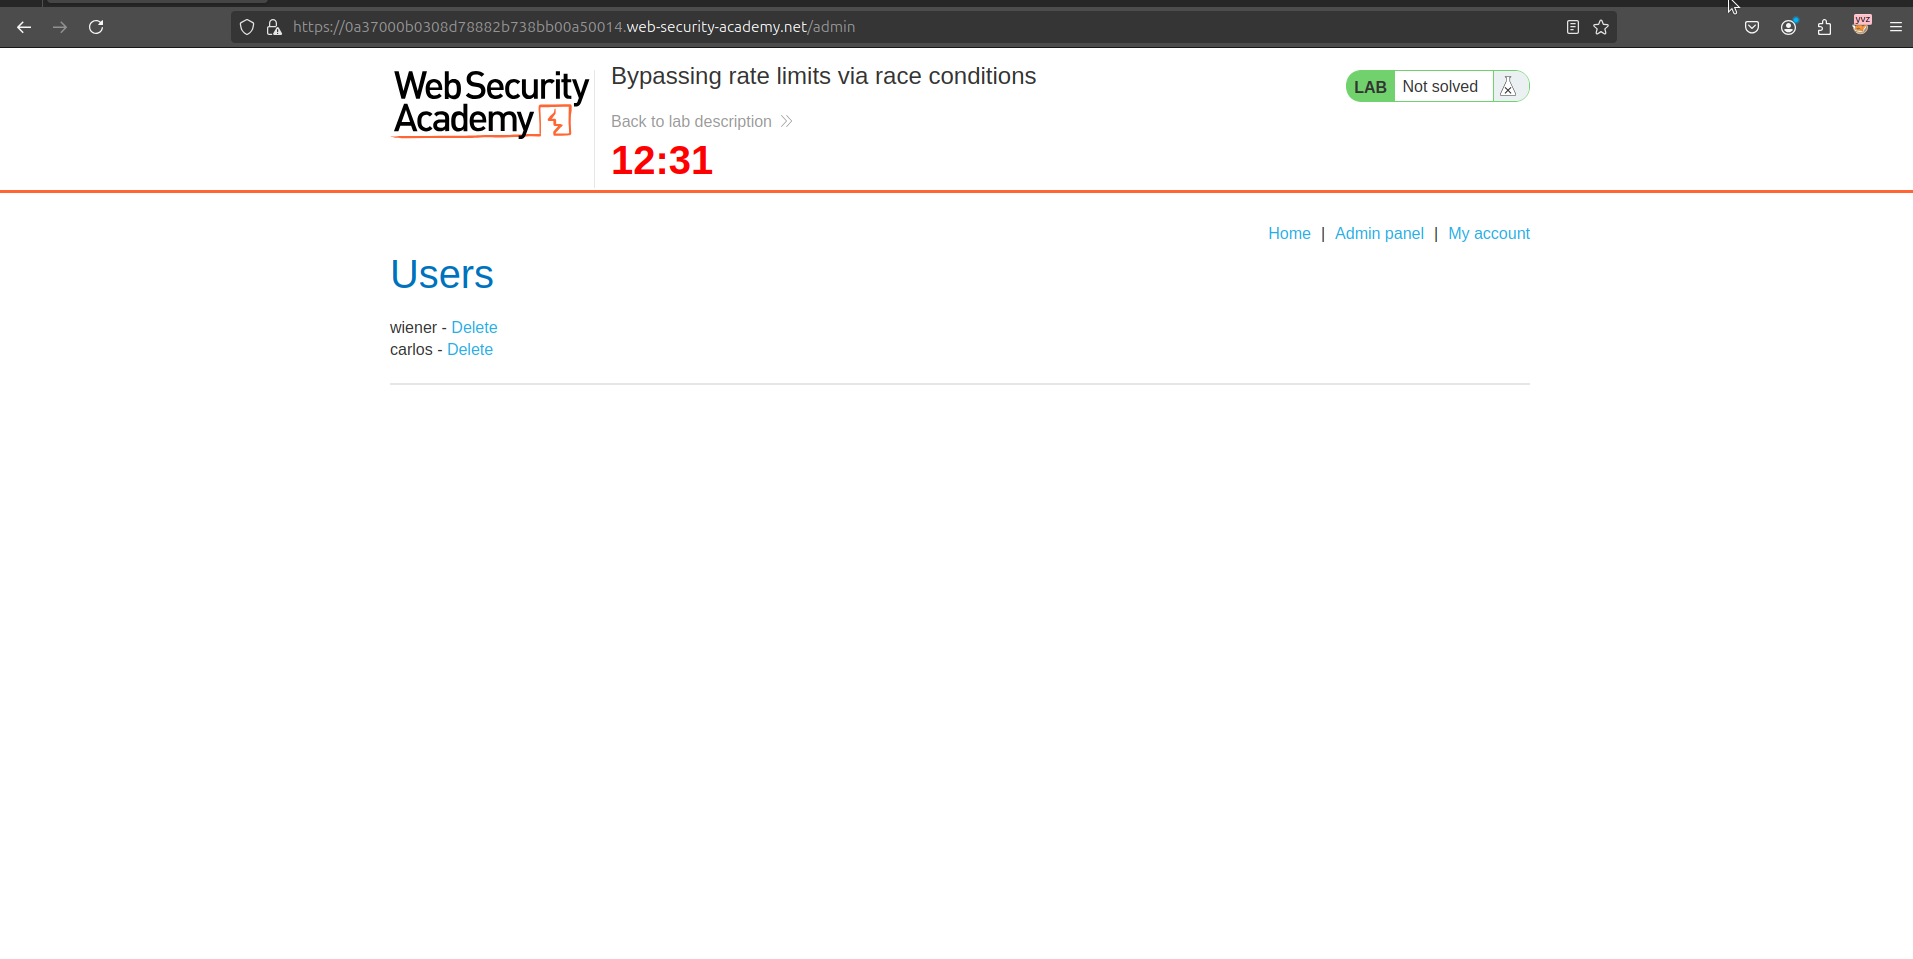 https://0a37000b0308d78882b738bb00a50014.web-security-academy.net/admin
yvz
Web Security
Academy
Bypassing rate limits via race conditions
LAB Not solved
Back to lab description
12:31
Home | Admin panel | My account
Users
wiener - Delete
carlos - Delete